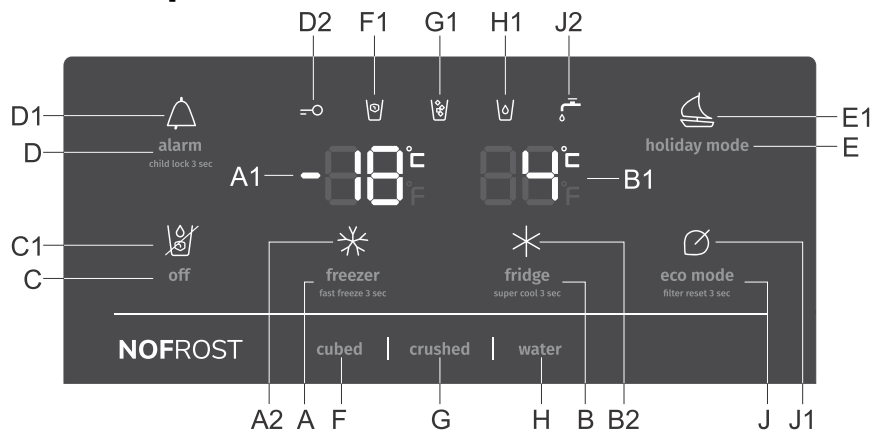 D2 F1 G1 H1 J2
D1 E1
alarm holiday mode
D E
child lock 3 sec
A1 -18°C °F 4°C °F B1
C1
C off freezer fridge eco mode J1
fast freeze 3 sec super cool 3 sec filter reset 3 sec
NOFROST cubed | crushed | water
A2 A F G H B B2 J J1